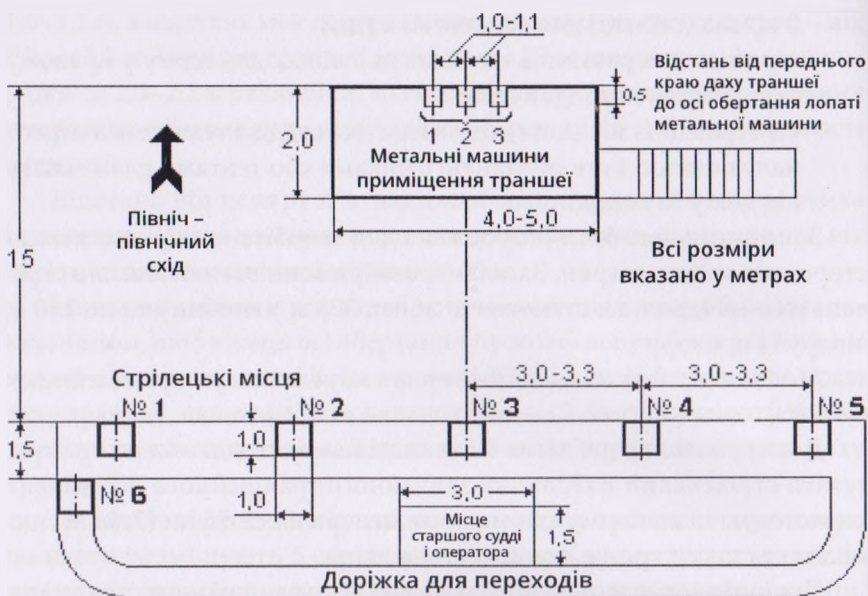 1,0-1,1
Відстань від переднього
краю даху траншеї
до осі обертання лопаті
метальної машини
0,5
2,0
1 2 3
Метальні машини
приміщення траншеї
Північ –
північний
схід
4,0-5,0
Всі розміри
вказано у метрах
15
Стрілецькі місця
3,0-3,3
3,0-3,3
№ 1
№ 2
№ 3
№ 4
№ 5
1,5
1,0
№ 6
1,0
3,0
Місце
старшого судді
і оператора
1,5
Доріжка для переходів